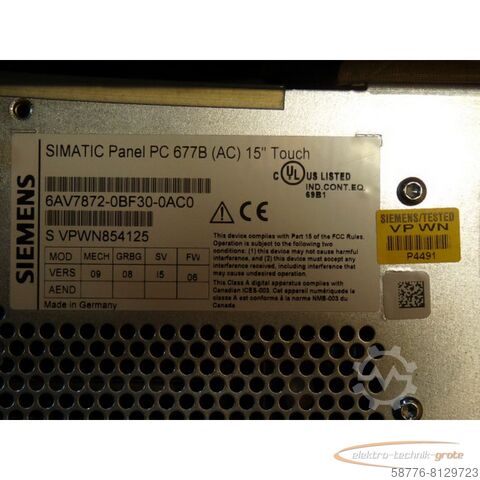 SIEMENS
SIMATIC Panel PC 677B (AC) 15" Touch
6AV7872-0BF30-0AC0
S VPWN854125
MOD MECH GRBG SV FW
VERS 09 08 I5 06
AEND
Made in Germany
C UL US LISTED
IND.CONT.EQ.
69B1
CE
This device complies with Part 15 of the FCC Rules.
Operation is subject to the following two
conditions: (1) this device may not cause harmful
interference, and (2) this device must accept
any interference received, including interference
that may cause undesired operation.
This Class A digital apparatus complies with
Canadian ICES-003. Cet appareil numérique de la
classe A est conforme à la norme NMB-003 du
Canada
SIEMENS/TESTED
VP WN
P4491
elektro-technik-grote.de
58776-8129723